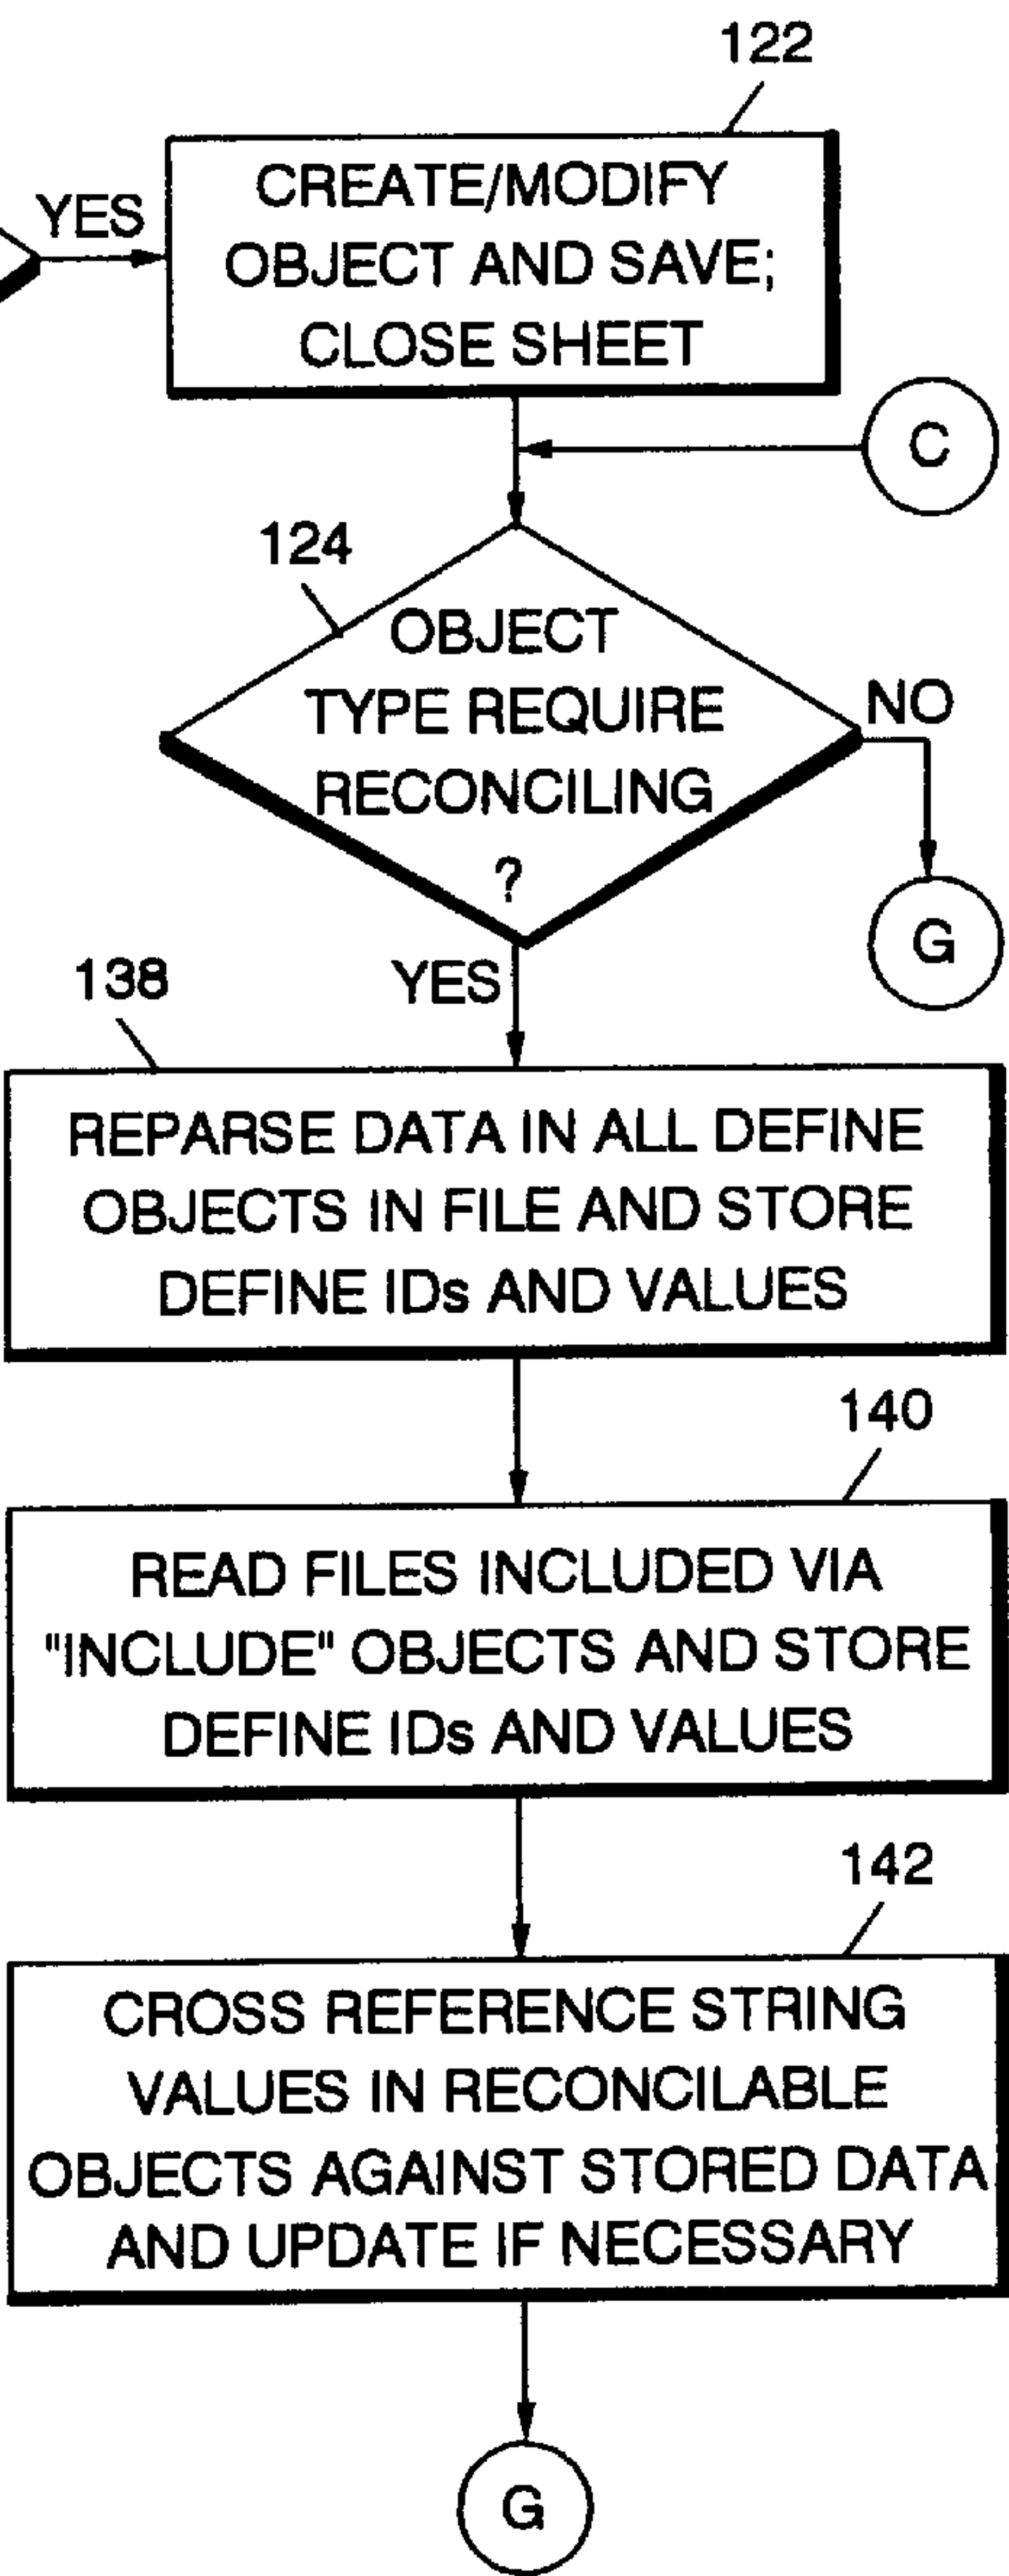 122
CREATE/MODIFY
OBJECT AND SAVE;
CLOSE SHEET
YES
C
124
OBJECT
TYPE REQUIRE
RECONCILING
?
NO
G
YES
138
REPARSE DATA IN ALL DEFINE
OBJECTS IN FILE AND STORE
DEFINE IDs AND VALUES
140
READ FILES INCLUDED VIA
"INCLUDE" OBJECTS AND STORE
DEFINE IDs AND VALUES
142
CROSS REFERENCE STRING
VALUES IN RECONCILABLE
OBJECTS AGAINST STORED DATA
AND UPDATE IF NECESSARY
G